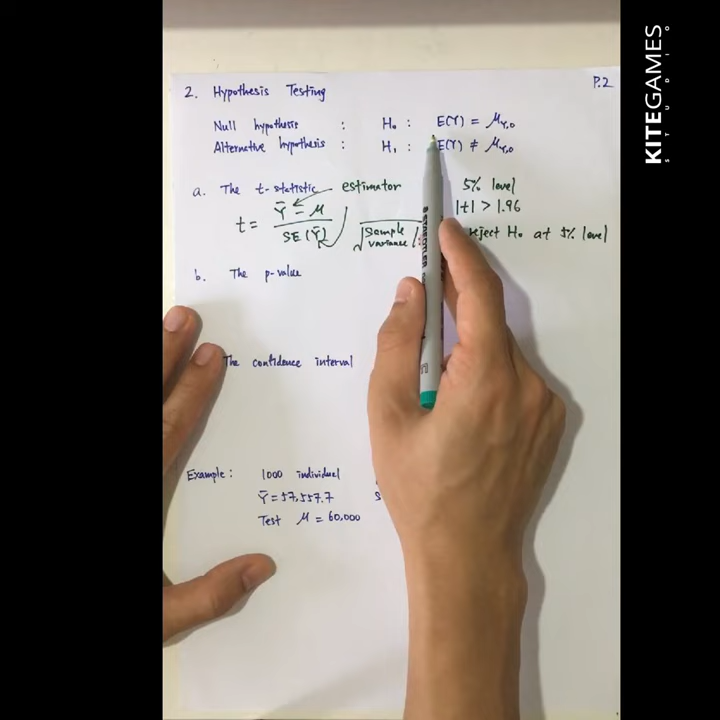 KITEGAMES
STUDIO
P.2
2. Hypothesis Testing
Null hypothesis : H₀ : E(Y) = μY,0
Alternative hypothesis : H₁ : E(Y) ≠ μY,0
a. The t-statistic estimator 5% level
t = Ȳ - μ / SE(Ȳ) |t| > 1.96
√Sample variance reject H₀ at 5% level
b. The p-value
The confidence interval
Example : 1000 individual
Ȳ = 57,557.7 S
Test μ = 60,000